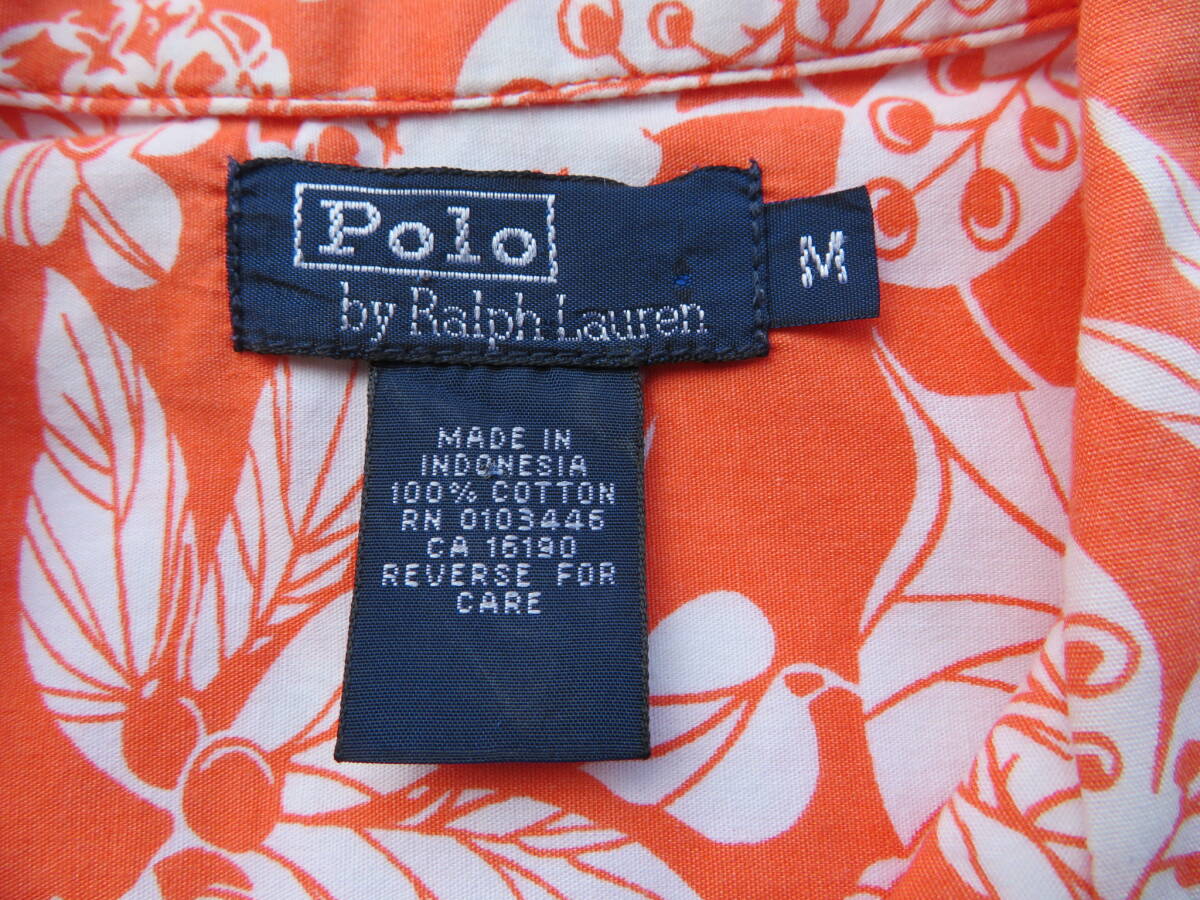 Polo
by Ralph Lauren
M
MADE IN
INDONESIA
100% COTTON
RN 0103446
CA 16190
REVERSE FOR
CARE